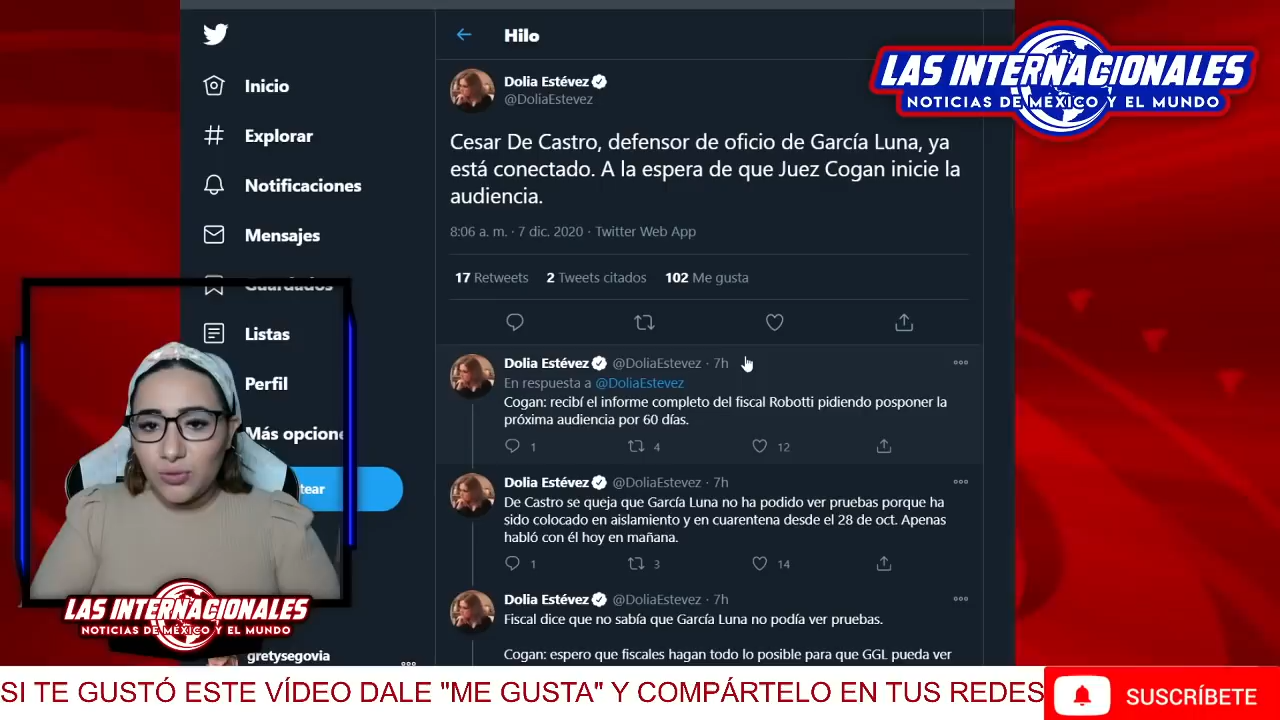 Hilo
LAS INTERNACIONALES
NOTICIAS DE MÉXICO Y EL MUNDO
Inicio
Explorar
Notificaciones
Mensajes
Guardados
Listas
Perfil
Más opcione
tear
Dolia Estévez
@DoliaEstevez
Cesar De Castro, defensor de oficio de García Luna, ya
está conectado. A la espera de que Juez Cogan inicie la
audiencia.
8:06 a. m. · 7 dic. 2020 · Twitter Web App
17 Retweets 2 Tweets citados 102 Me gusta
Dolia Estévez @DoliaEstevez · 7h
En respuesta a @DoliaEstevez
Cogan: recibí el informe completo del fiscal Robotti pidiendo posponer la
próxima audiencia por 60 días.
1 4 12
Dolia Estévez @DoliaEstevez · 7h
De Castro se queja que García Luna no ha podido ver pruebas porque ha
sido colocado en aislamiento y en cuarentena desde el 28 de oct. Apenas
habló con él hoy en mañana.
1 3 14
Dolia Estévez @DoliaEstevez · 7h
Fiscal dice que no sabía que García Luna no podía ver pruebas.
Cogan: espero que fiscales hagan todo lo posible para que GGL pueda ver
LAS INTERNACIONALES
NOTICIAS DE MÉXICO Y EL MUNDO
gretysegovia
SI TE GUSTÓ ESTE VÍDEO DALE "ME GUSTA" Y COMPÁRTELO EN TUS REDES
SUSCRÍBETE